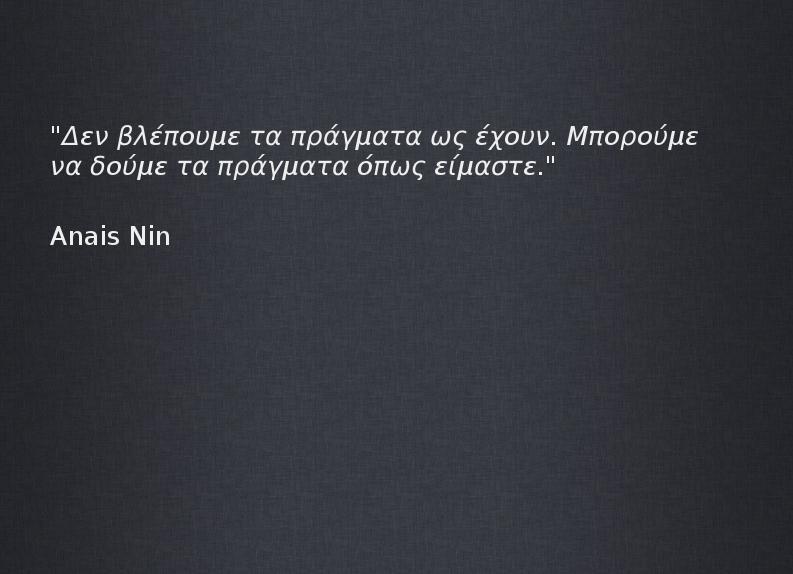 "Δεν βλέπουμε τα πράγματα ως έχουν. Μπορούμε
να δούμε τα πράγματα όπως είμαστε."
Anais Nin